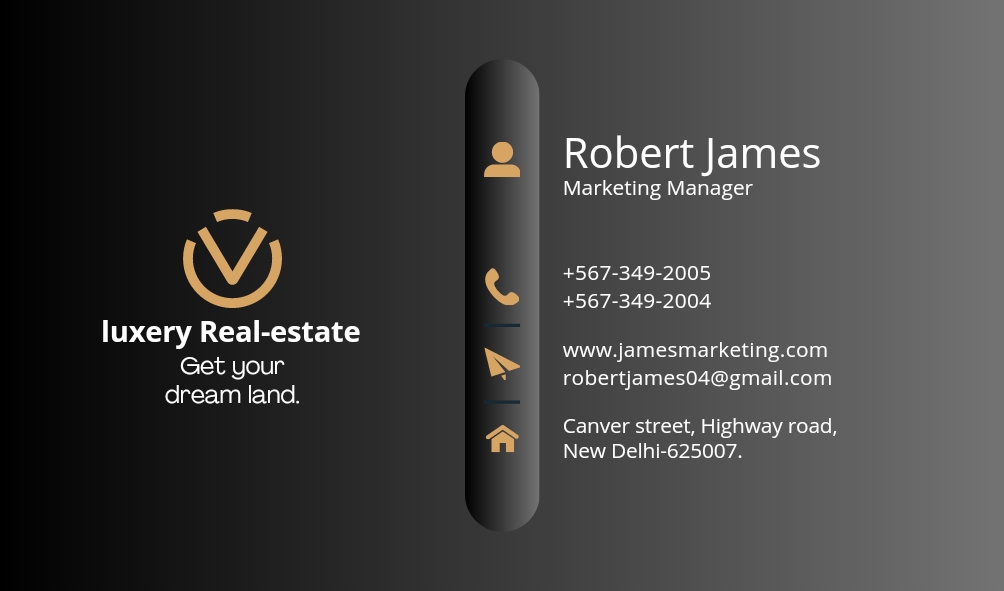 luxery Real-estate
Get your
dream land.
Robert James
Marketing Manager
+567-349-2005
+567-349-2004
www.jamesmarketing.com
robertjames04@gmail.com
Canver street, Highway road,
New Delhi-625007.